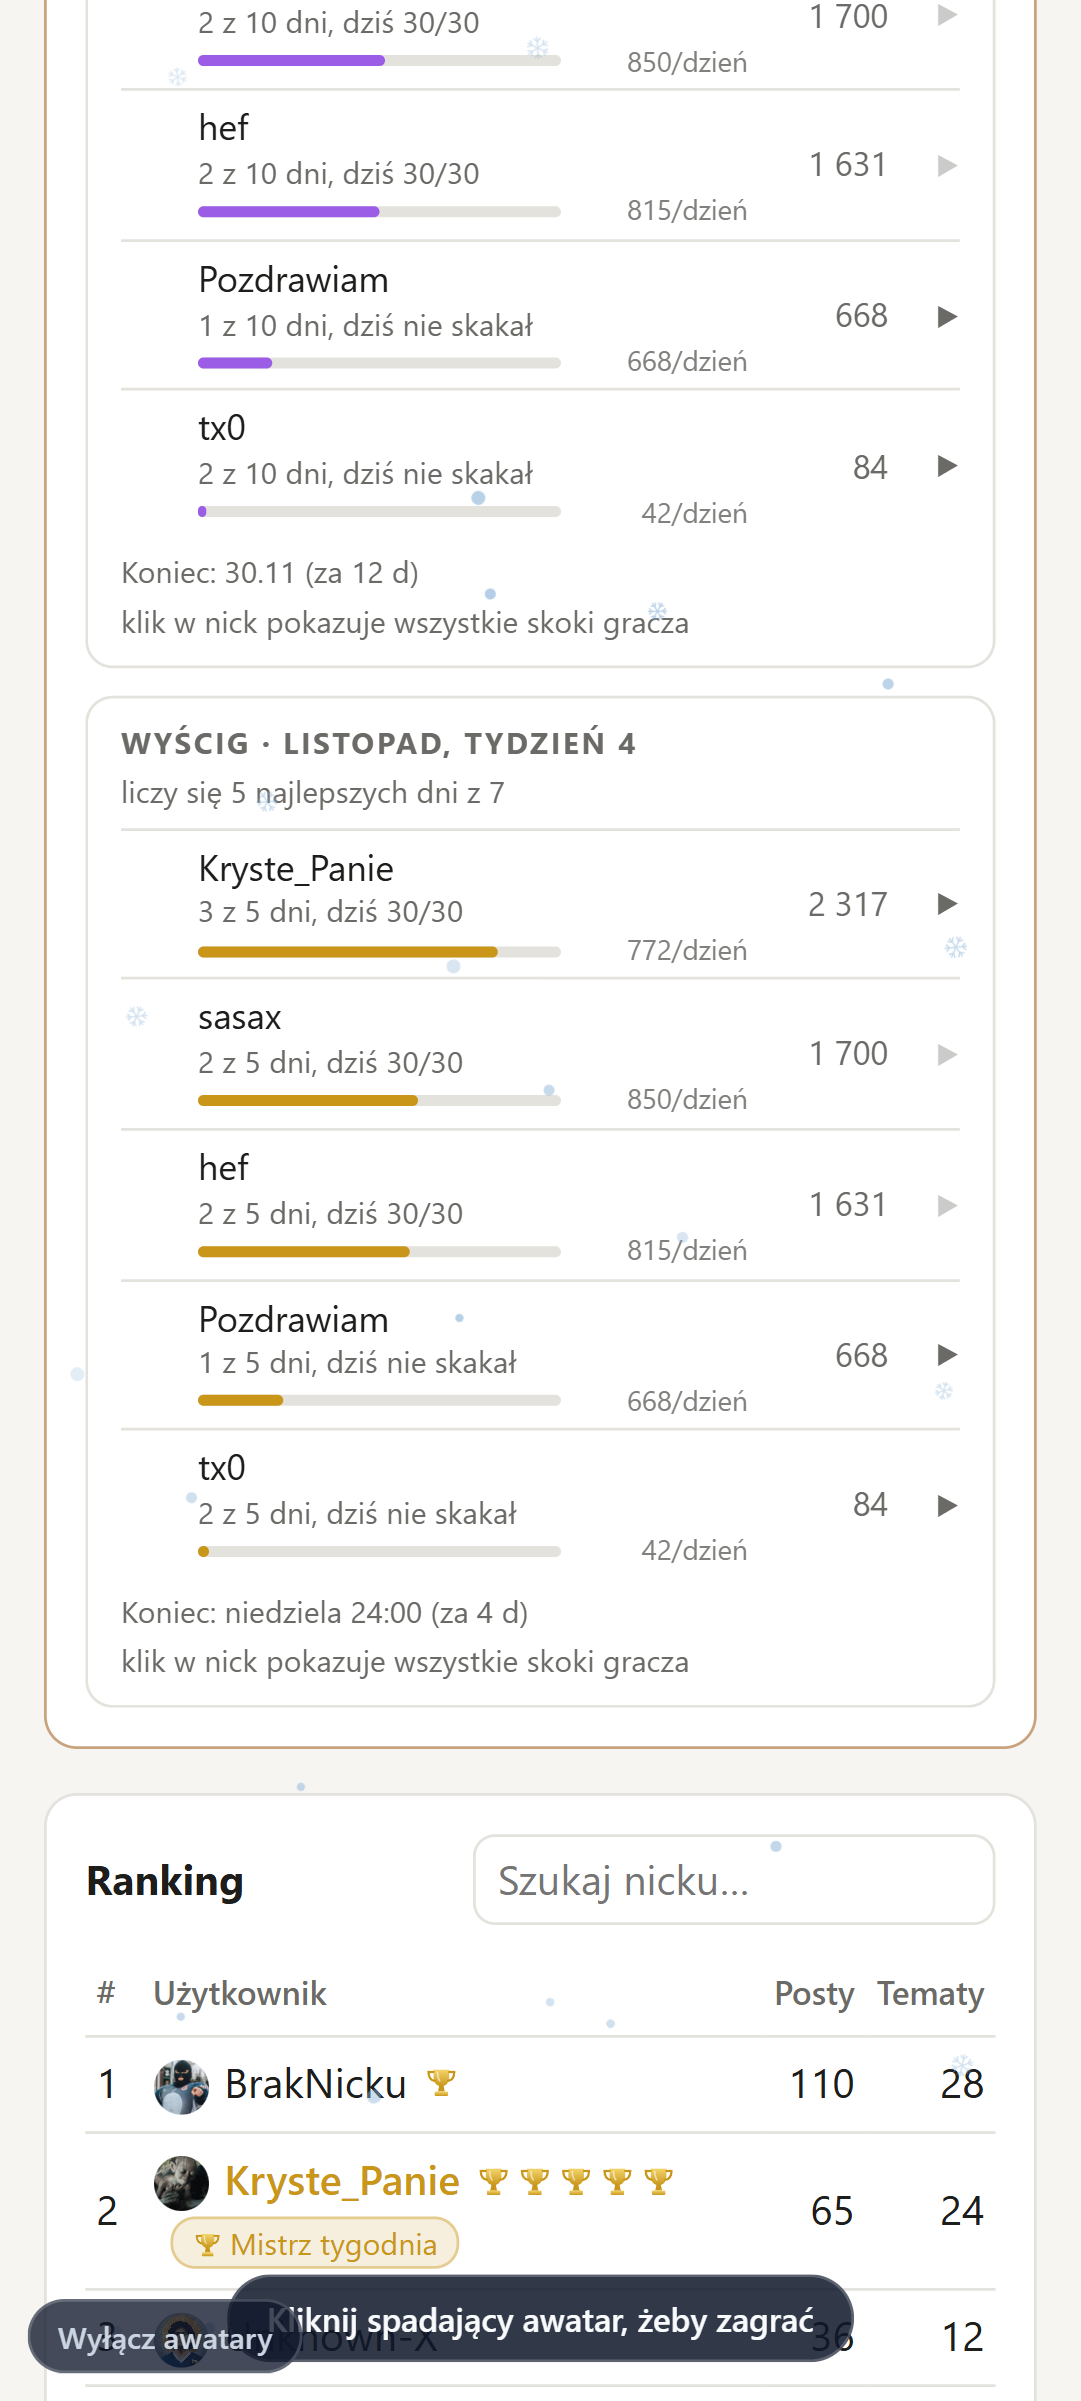 2 z 10 dni, dziś 30/30
1 700
850/dzień
hef
2 z 10 dni, dziś 30/30
1 631
815/dzień
Pozdrawiam
1 z 10 dni, dziś nie skakał
668
668/dzień
tx0
2 z 10 dni, dziś nie skakał
84
42/dzień
Koniec: 30.11 (za 12 d)
klik w nick pokazuje wszystkie skoki gracza
WYŚCIG · LISTOPAD, TYDZIEŃ 4
liczy się 5 najlepszych dni z 7
Kryste_Panie
3 z 5 dni, dziś 30/30
2 317
772/dzień
sasax
2 z 5 dni, dziś 30/30
1 700
850/dzień
hef
2 z 5 dni, dziś 30/30
1 631
815/dzień
Pozdrawiam
1 z 5 dni, dziś nie skakał
668
668/dzień
tx0
2 z 5 dni, dziś nie skakał
84
42/dzień
Koniec: niedziela 24:00 (za 4 d)
klik w nick pokazuje wszystkie skoki gracza
Ranking
Szukaj nicku...
# Użytkownik Posty Tematy
1 BrakNicku 110 28
2 Kryste_Panie 65 24
Mistrz tygodnia
Kliknij spadający awatar, żeby zagrać
Wyłącz awatary
3 36 12